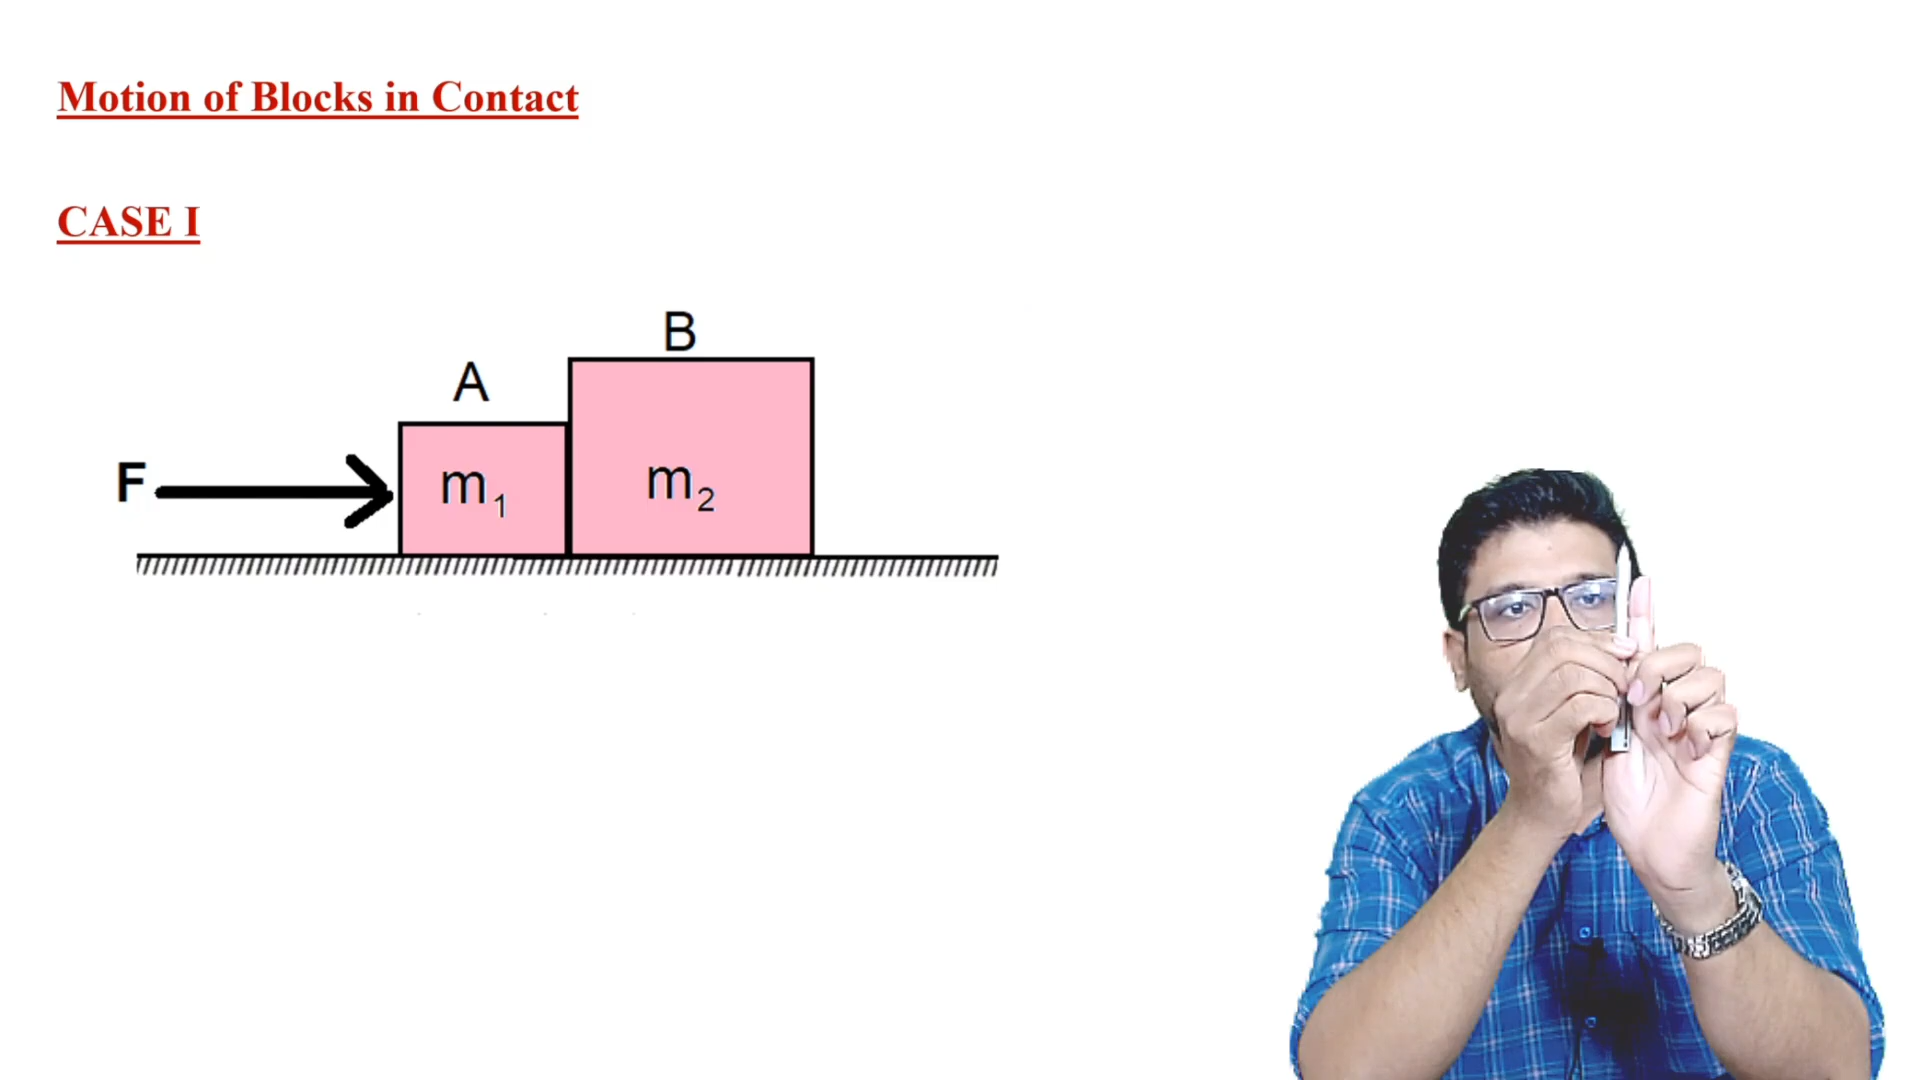 Motion of Blocks in Contact
CASE I
B
A
F
m₁
m₂